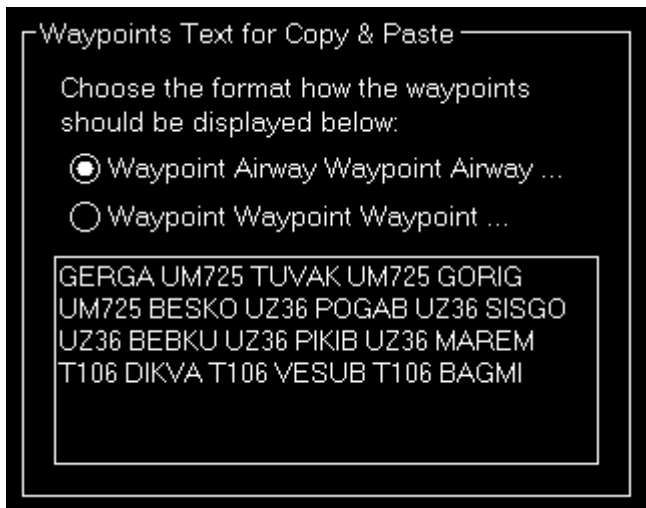 Waypoints Text for Copy & Paste
Choose the format how the waypoints
should be displayed below:
Waypoint Airway Waypoint Airway ...
Waypoint Waypoint Waypoint ...
GERGA UM725 TUVAK UM725 GORIG
UM725 BESKO UZ36 POGAB UZ36 SISGO
UZ36 BEBKU UZ36 PIKIB UZ36 MAREM
T106 DIKVA T106 VESUB T106 BAGMI